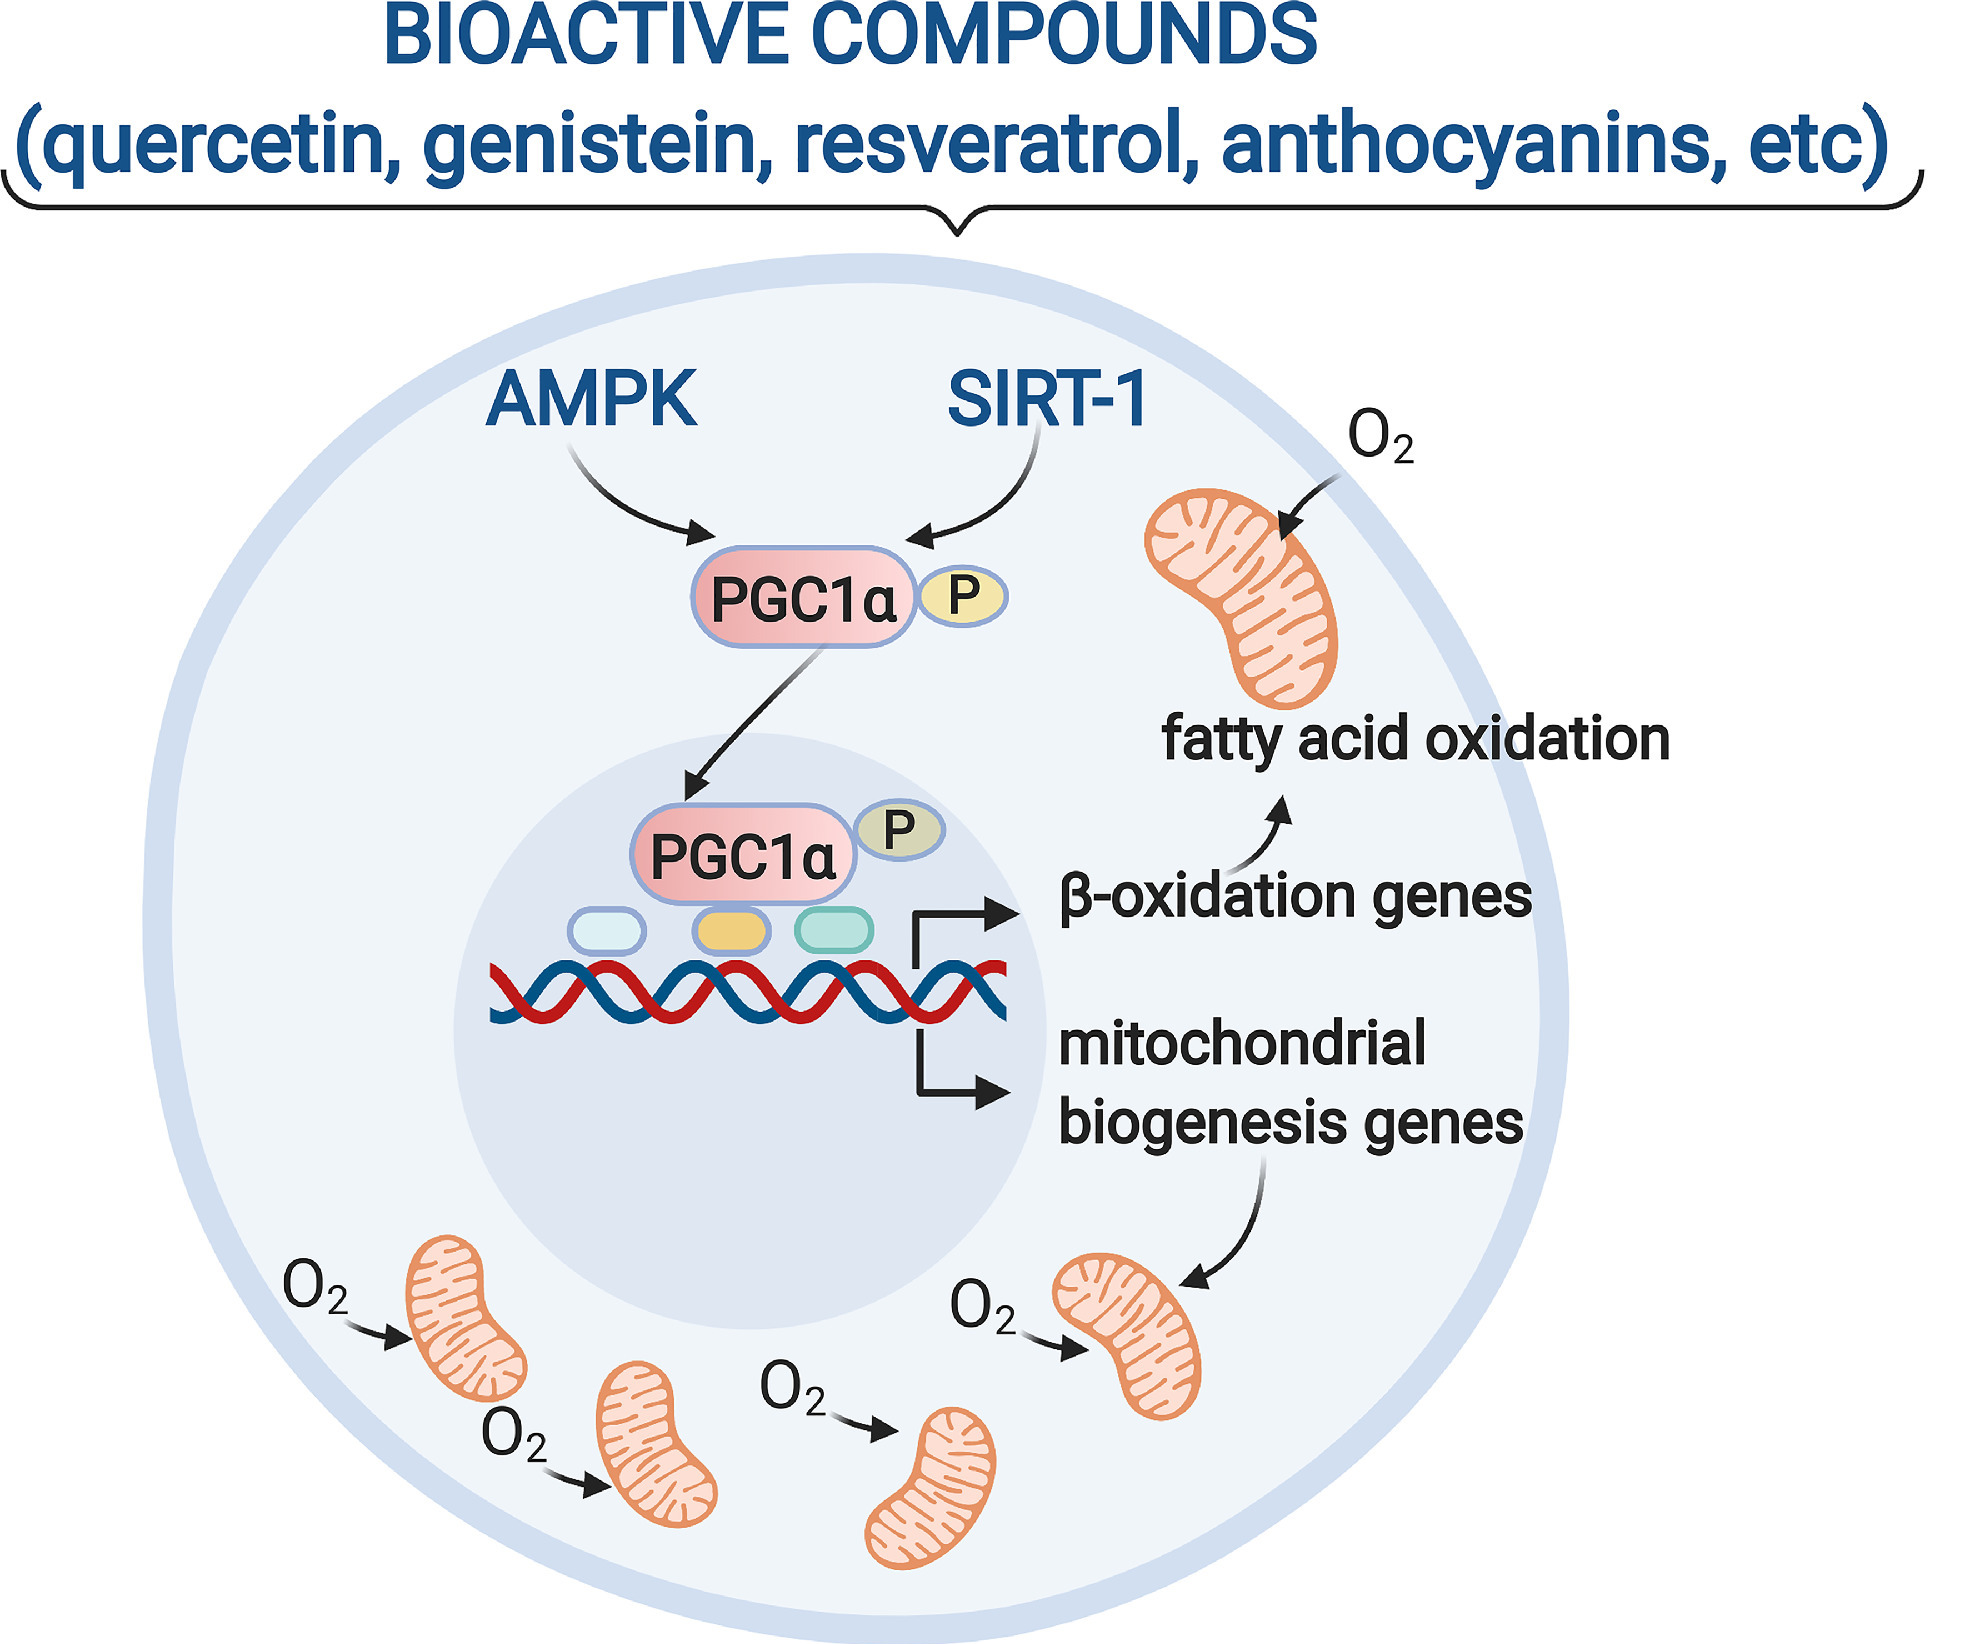 BIOACTIVE COMPOUNDS
(quercetin, genistein, resveratrol, anthocyanins, etc)
AMPK
SIRT-1
O₂
PGC1α
P
fatty acid oxidation
PGC1α
P
β-oxidation genes
mitochondrial
biogenesis genes
O₂
O₂
O₂
O₂